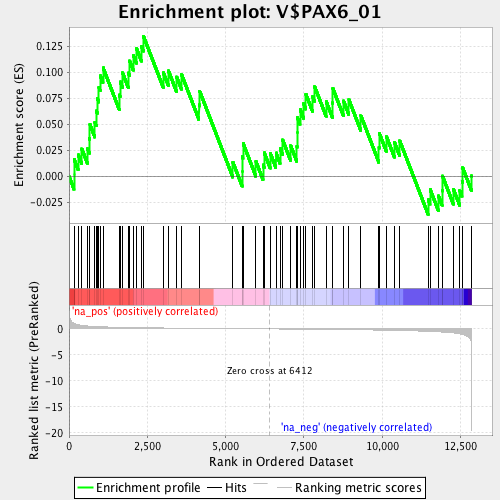 Enrichment plot: V$PAX6_01
Enrichment score (ES)
0.125
0.100
0.075
0.050
0.025
0.000
-0.025
'na_pos' (positively correlated)
Ranked list metric (PreRanked)
0
-5
-10
-15
-20
Zero cross at 6412
'na_neg' (negatively correlated)
0
2,500
5,000
7,500
10,000
12,500
Rank in Ordered Dataset
Enrichment profile
Hits
Ranking metric scores